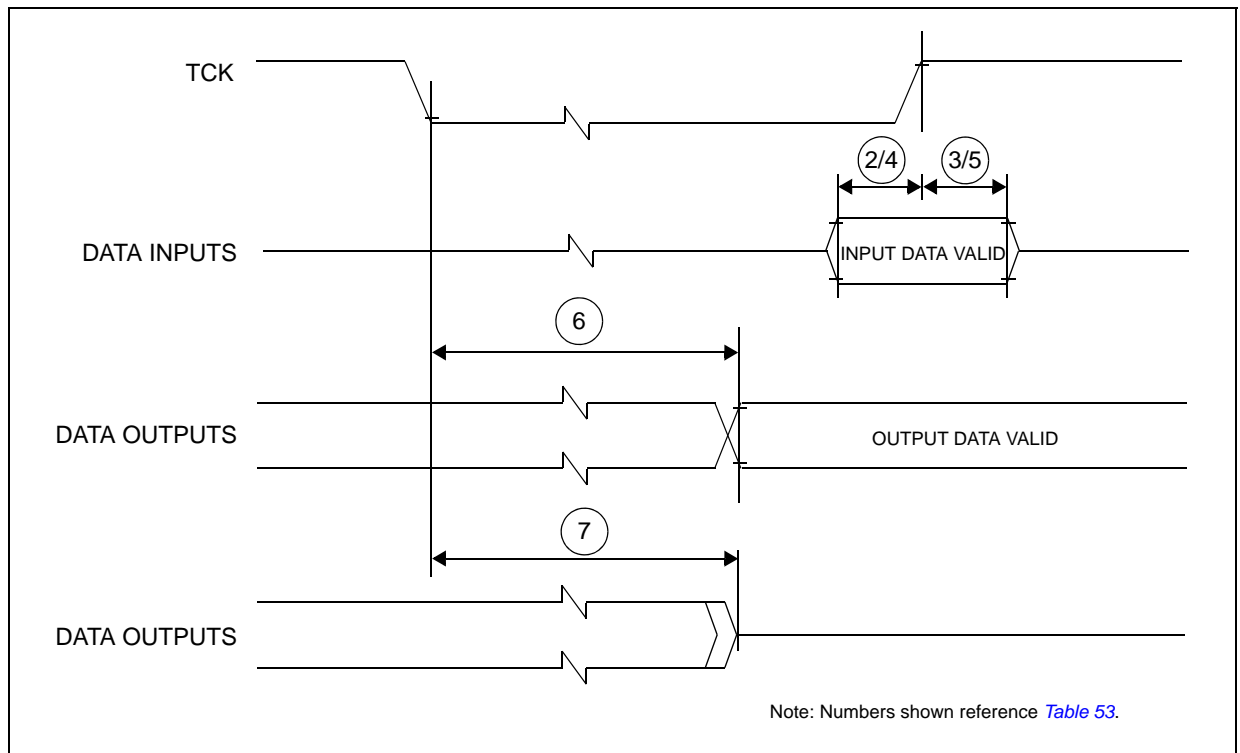 TCK
2/4
3/5
DATA INPUTS
INPUT DATA VALID
6
DATA OUTPUTS
OUTPUT DATA VALID
7
DATA OUTPUTS
Note: Numbers shown reference Table 53.